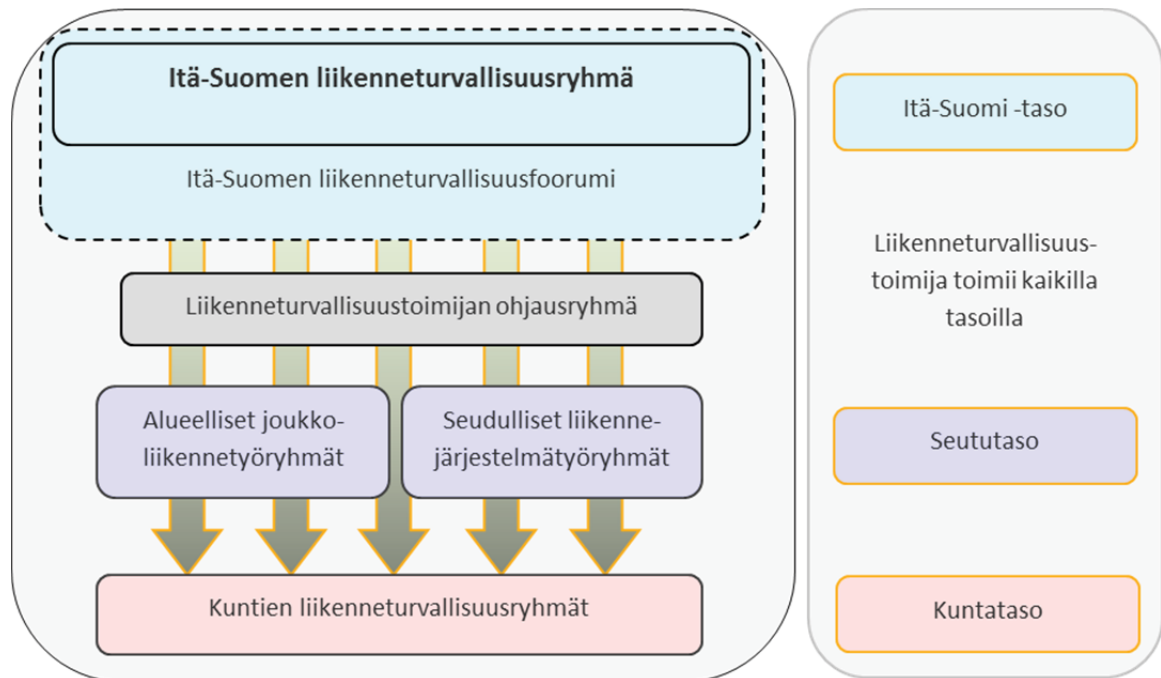 Itä-Suomen liikenneturvallisuusryhmä
Itä-Suomen liikenneturvallisuusfoorumi
Liikenneturvallisuustoimijan ohjausryhmä
Alueelliset joukko-
liikennetyöryhmät
Seudulliset liikenne-
järjestelmätyöryhmät
Kuntien liikenneturvallisuusryhmät
Itä-Suomi -taso
Liikenneturvallisuus-
toimija toimii kaikilla
tasoilla
Seututaso
Kuntataso